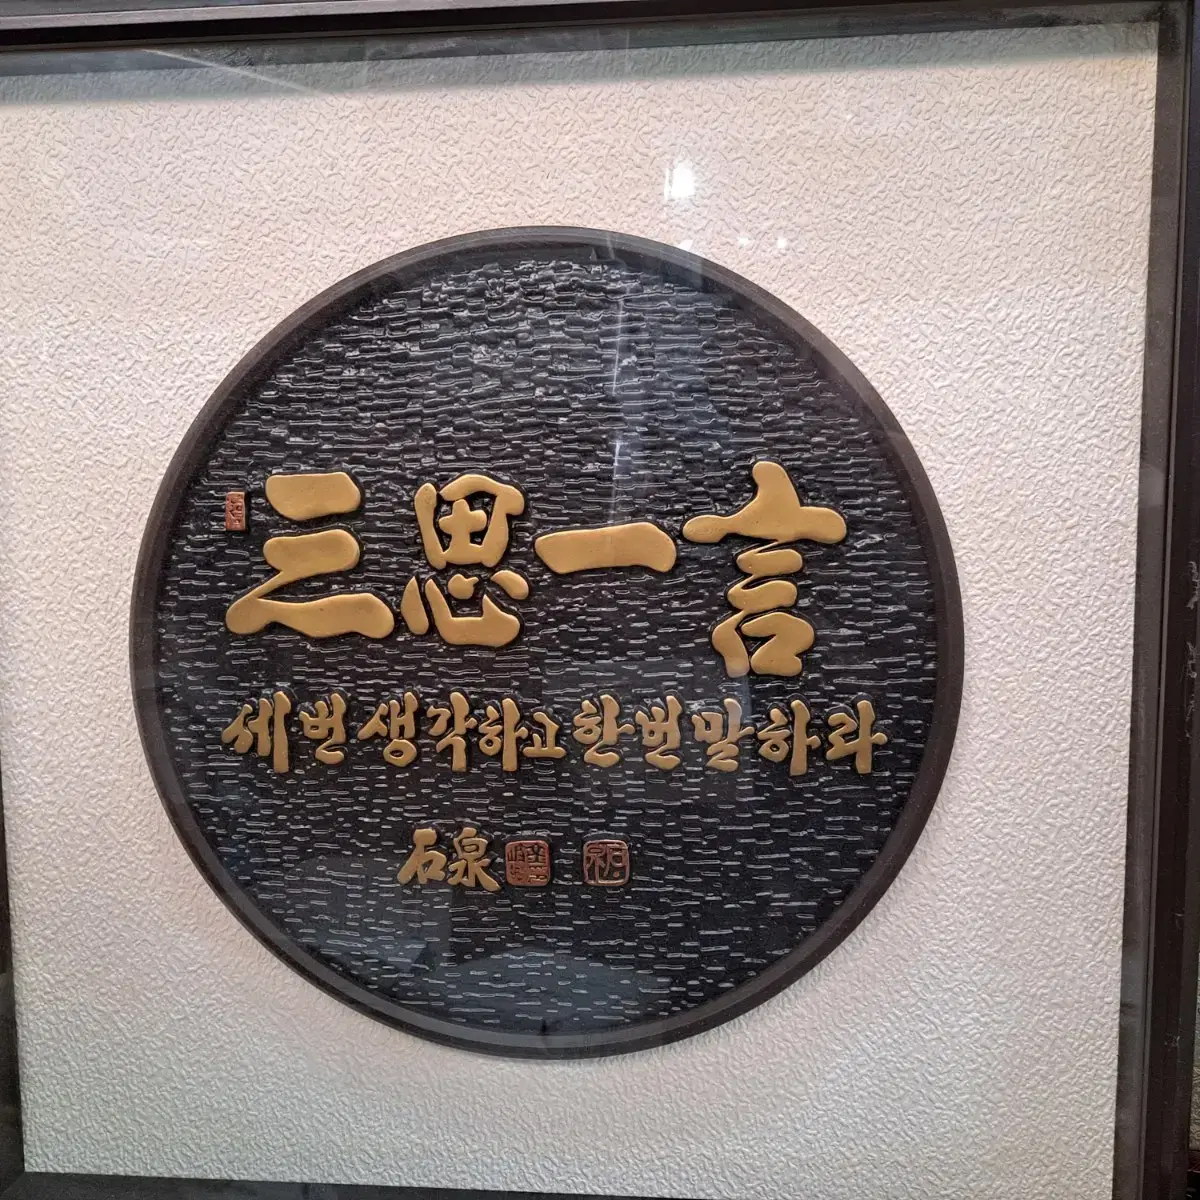 三思一言
세번 생각하고 한번 말하라
石泉